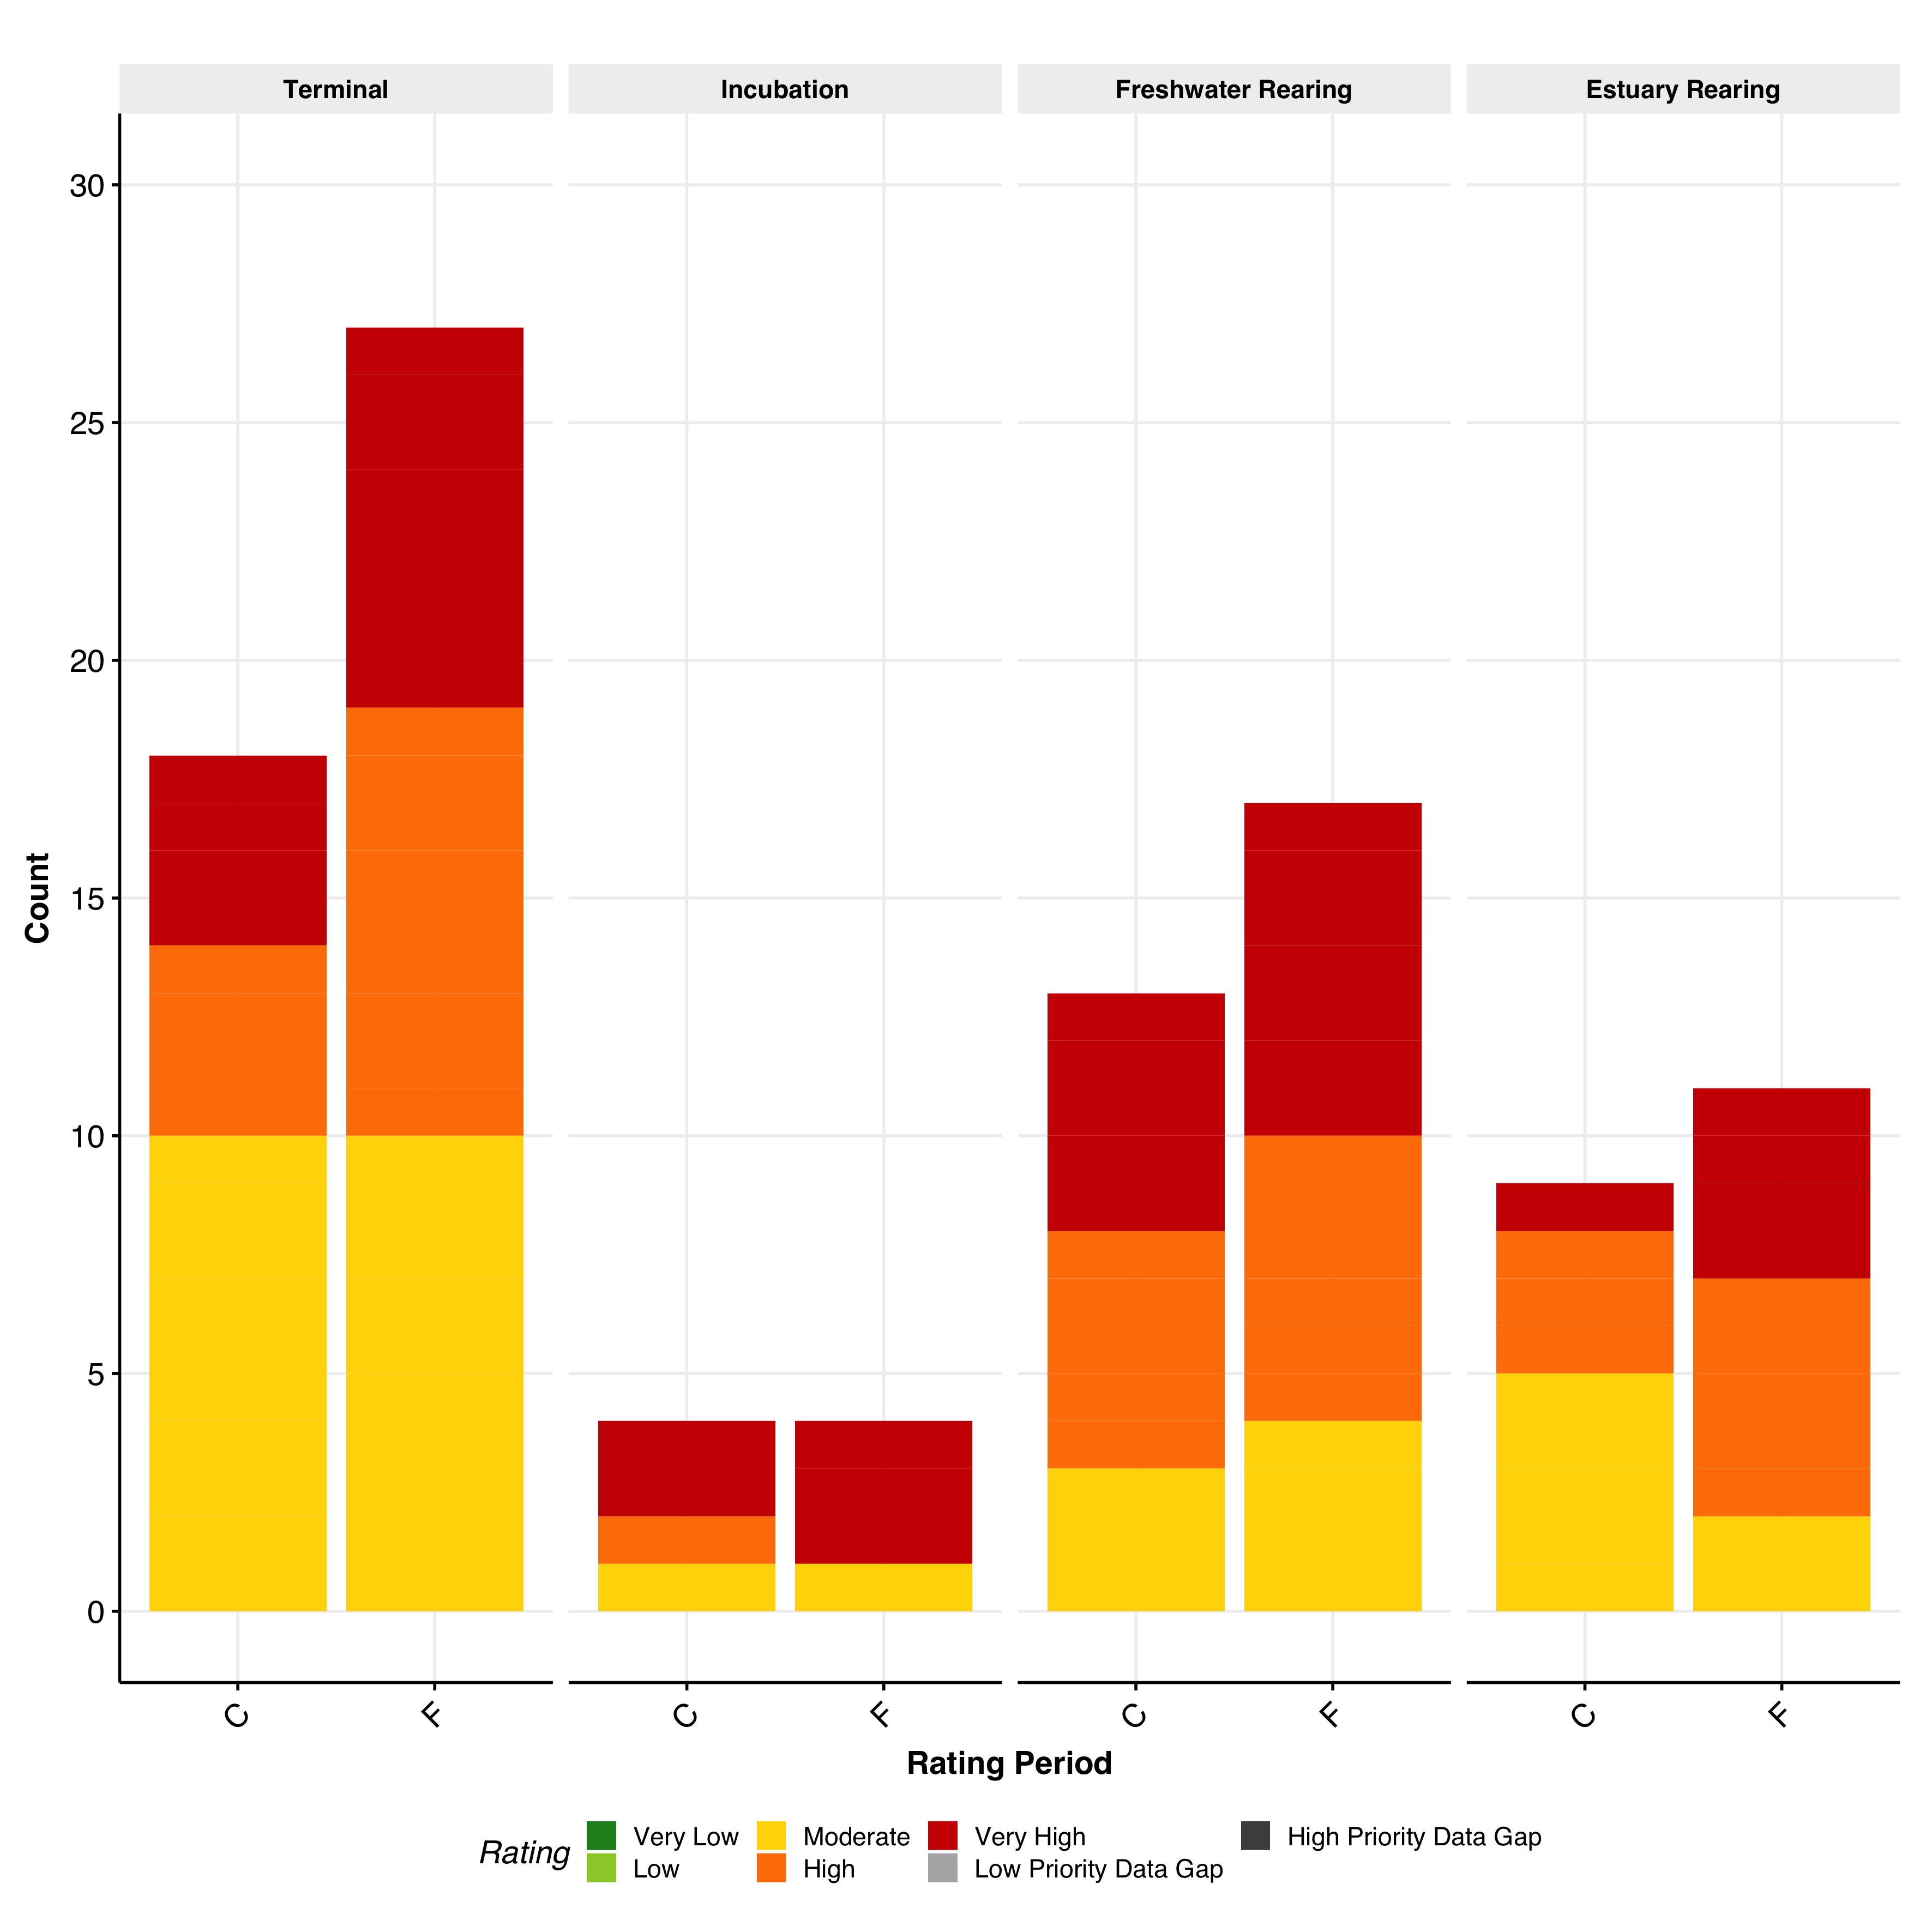 Terminal Incubation Freshwater Rearing Estuary Rearing
30
25
20
15
10
5
0
Count
C F C F C F C F
Rating Period
Rating
Very Low Moderate Very High High Priority Data Gap
Low High Low Priority Data Gap